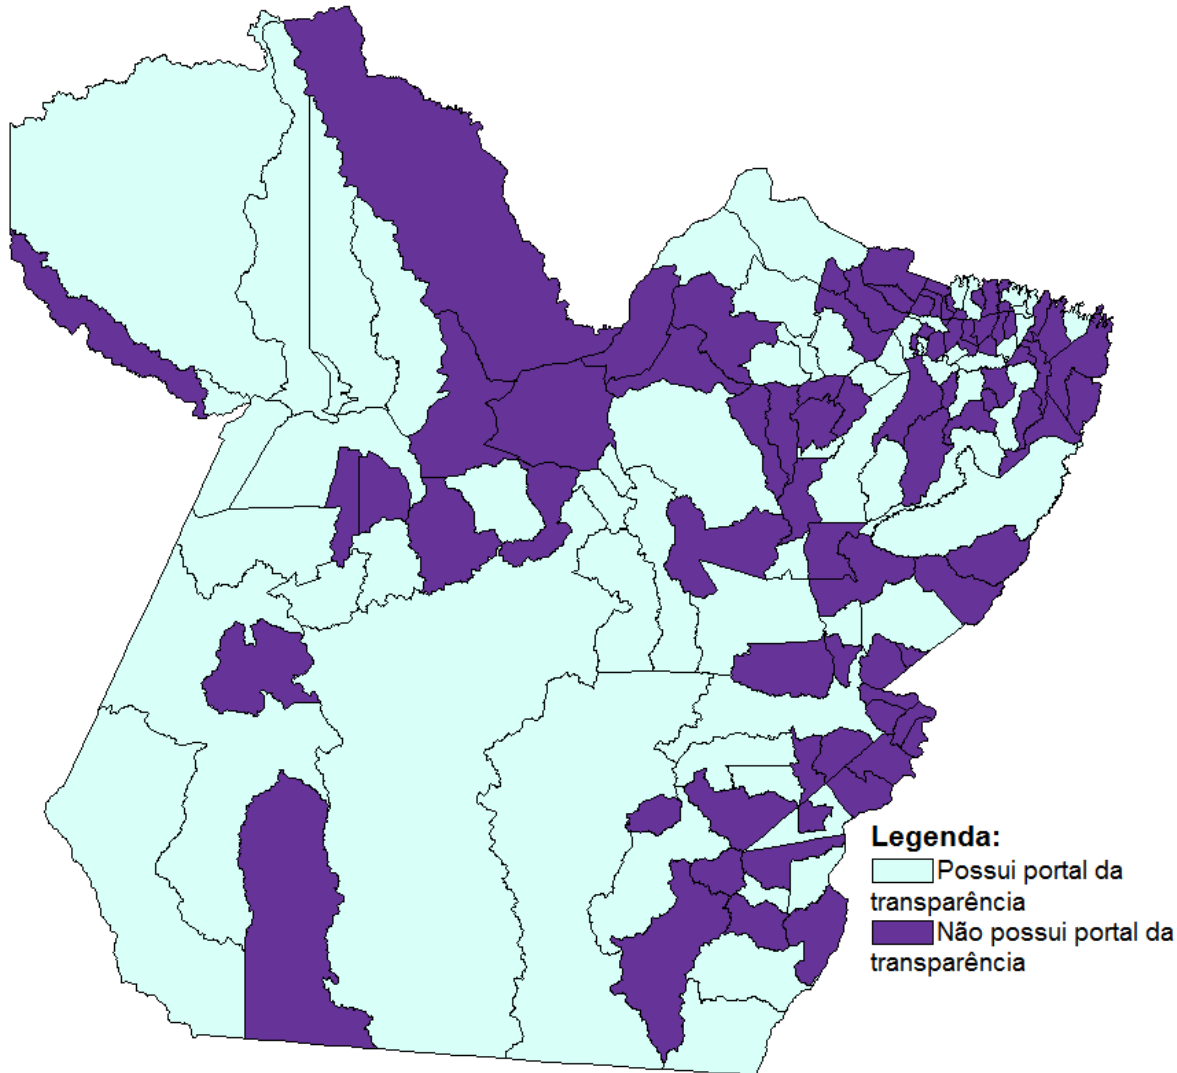 Legenda:
Possui portal da
transparência
Não possui portal da
transparência